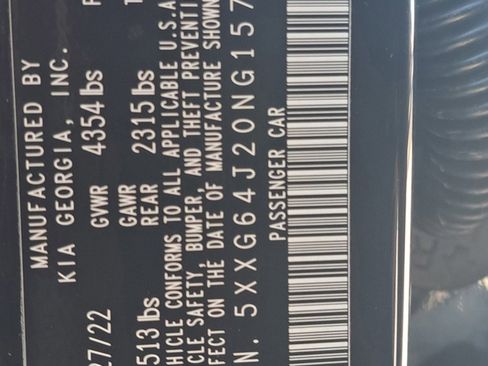 MANUFACTURED BY
KIA GEORGIA, INC.
27/22
GVWR 4354 lbs
513 lbs
GAWR REAR 2315 lbs
HICLE CONFORMS TO ALL APPLICABLE U.S.A
CLE SAFETY, BUMPER, AND THEFT PREVENTI
FECT ON THE DATE OF MANUFACTURE SHOWN
N. 5XXG64J20NG157
PASSENGER CAR